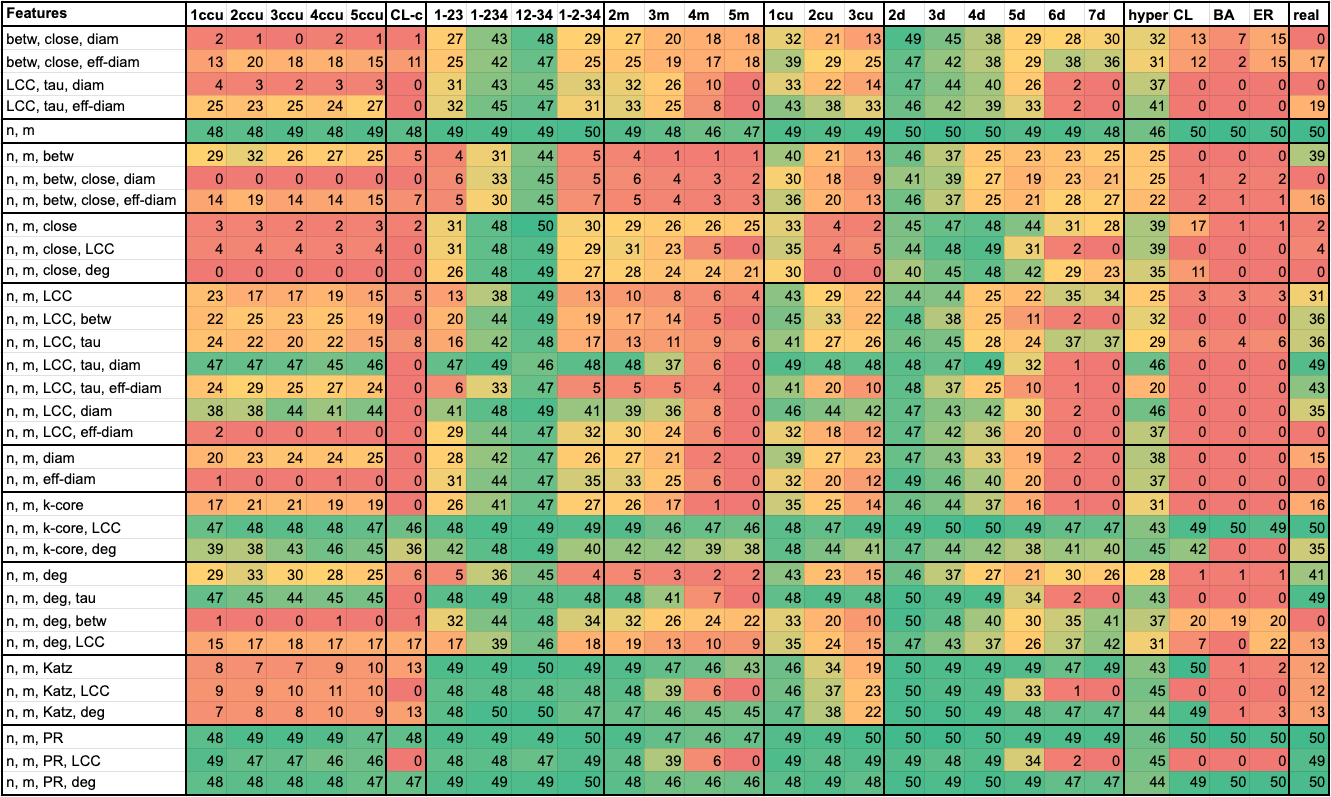 Features 1ccu 2ccu 3ccu 4ccu 5ccu CL-c 1-23 1-234 12-34 1-2-34 2m 3m 4m 5m 1cu 2cu 3cu 2d 3d 4d 5d 6d 7d hyper CL BA ER real
betw, close, diam 2 1 0 2 1 1 27 43 48 29 27 20 18 18 32 21 13 49 45 38 29 28 30 32 13 7 15 0
betw, close, eff-diam 13 20 18 18 15 11 25 42 47 25 25 19 17 18 39 29 25 47 42 38 29 38 36 31 12 2 15 17
LCC, tau, diam 4 3 2 3 3 0 31 43 45 33 32 26 10 0 33 22 14 47 44 40 26 2 0 37 0 0 0 0
LCC, tau, eff-diam 25 23 25 24 27 0 32 45 47 31 33 25 8 0 43 38 33 46 42 39 33 2 0 41 0 0 0 19
n, m 48 48 49 48 49 48 49 49 49 50 49 48 46 47 49 49 49 50 50 50 49 49 48 46 50 50 50 50
n, m, betw 29 32 26 27 25 5 4 31 44 5 4 1 1 1 40 21 13 46 37 25 23 23 25 25 0 0 0 39
n, m, betw, close, diam 0 0 0 0 0 0 6 33 45 5 6 4 3 2 30 18 9 41 39 27 19 23 21 25 1 2 2 0
n, m, betw, close, eff-diam 14 19 14 14 15 7 5 30 45 7 5 4 3 3 36 20 13 46 37 25 21 28 27 22 2 1 1 16
n, m, close 3 3 2 2 3 2 31 48 50 30 29 26 26 25 33 4 2 45 47 48 44 31 28 39 17 1 1 2
n, m, close, LCC 4 4 4 3 4 0 31 48 49 29 31 23 5 0 35 4 5 44 48 49 31 2 0 39 0 0 0 4
n, m, close, deg 0 0 0 0 0 0 26 48 49 27 28 24 24 21 30 0 0 40 45 48 42 29 23 35 11 0 0 0
n, m, LCC 23 17 17 19 15 5 13 38 49 13 10 8 6 4 43 29 22 44 44 25 22 35 34 25 3 3 3 31
n, m, LCC, betw 22 25 23 25 19 0 20 44 49 19 17 14 5 0 45 33 22 48 38 25 11 2 0 32 0 0 0 36
n, m, LCC, tau 24 22 20 22 15 8 16 42 48 17 13 11 9 6 41 27 26 46 45 28 24 37 37 29 6 4 6 36
n, m, LCC, tau, diam 47 47 47 45 46 0 47 49 46 48 48 37 6 0 49 48 48 48 47 49 32 1 0 46 0 0 0 49
n, m, LCC, tau, eff-diam 24 29 25 27 24 0 6 33 47 5 5 5 4 0 41 20 10 48 37 25 10 1 0 20 0 0 0 43
n, m, LCC, diam 38 38 44 41 44 0 41 48 49 41 39 36 8 0 46 44 42 47 43 42 30 2 0 46 0 0 0 35
n, m, LCC, eff-diam 2 0 0 1 0 0 29 44 47 32 30 24 6 0 32 18 12 47 42 36 20 0 0 37 0 0 0 0
n, m, diam 20 23 24 24 25 0 28 42 47 26 27 21 2 0 39 27 23 47 43 33 19 2 0 38 0 0 0 15
n, m, eff-diam 1 0 0 1 0 0 31 44 47 35 33 25 6 0 32 20 12 49 46 40 20 0 0 37 0 0 0 0
n, m, k-core 17 21 21 19 19 0 26 41 47 27 26 17 1 0 35 25 14 46 44 37 16 1 0 31 0 0 0 16
n, m, k-core, LCC 47 48 48 48 47 46 48 49 49 49 49 46 47 46 48 47 49 49 50 50 49 47 47 43 49 50 49 50
n, m, k-core, deg 39 38 43 46 45 36 42 48 49 40 42 42 39 38 48 44 41 47 44 42 38 41 40 45 42 0 0 35
n, m, deg 29 33 30 28 25 6 5 36 45 4 5 3 2 2 43 23 15 46 37 27 21 30 26 28 1 1 1 41
n, m, deg, tau 47 45 44 45 45 0 48 49 48 48 48 41 7 0 48 49 48 50 49 49 34 2 0 43 0 0 0 49
n, m, deg, betw 1 0 0 1 0 1 32 44 48 34 32 26 24 22 33 20 10 50 48 40 30 35 41 37 20 19 20 0
n, m, deg, LCC 15 17 18 17 17 17 17 39 46 18 19 13 10 9 35 24 15 47 43 37 26 37 42 31 7 0 22 13
n, m, Katz 8 7 7 9 10 13 49 49 50 49 49 47 46 43 46 34 19 50 49 49 49 47 49 43 50 1 2 12
n, m, Katz, LCC 9 9 10 11 10 0 48 48 48 48 48 39 6 0 46 37 23 50 49 49 33 1 0 45 0 0 0 12
n, m, Katz, deg 7 8 8 10 9 13 48 50 50 47 47 46 45 45 47 38 22 50 50 49 48 47 47 44 49 1 3 13
n, m, PR 48 49 49 49 47 48 49 49 49 50 49 47 46 47 49 49 50 50 50 50 49 49 49 46 50 50 50 50
n, m, PR, LCC 49 47 47 46 46 0 48 48 47 49 48 39 6 0 49 48 49 49 48 49 34 2 0 45 0 0 0 49
n, m, PR, deg 48 48 48 48 47 47 49 49 49 50 48 46 46 46 48 49 48 50 49 50 49 47 47 44 49 50 50 50